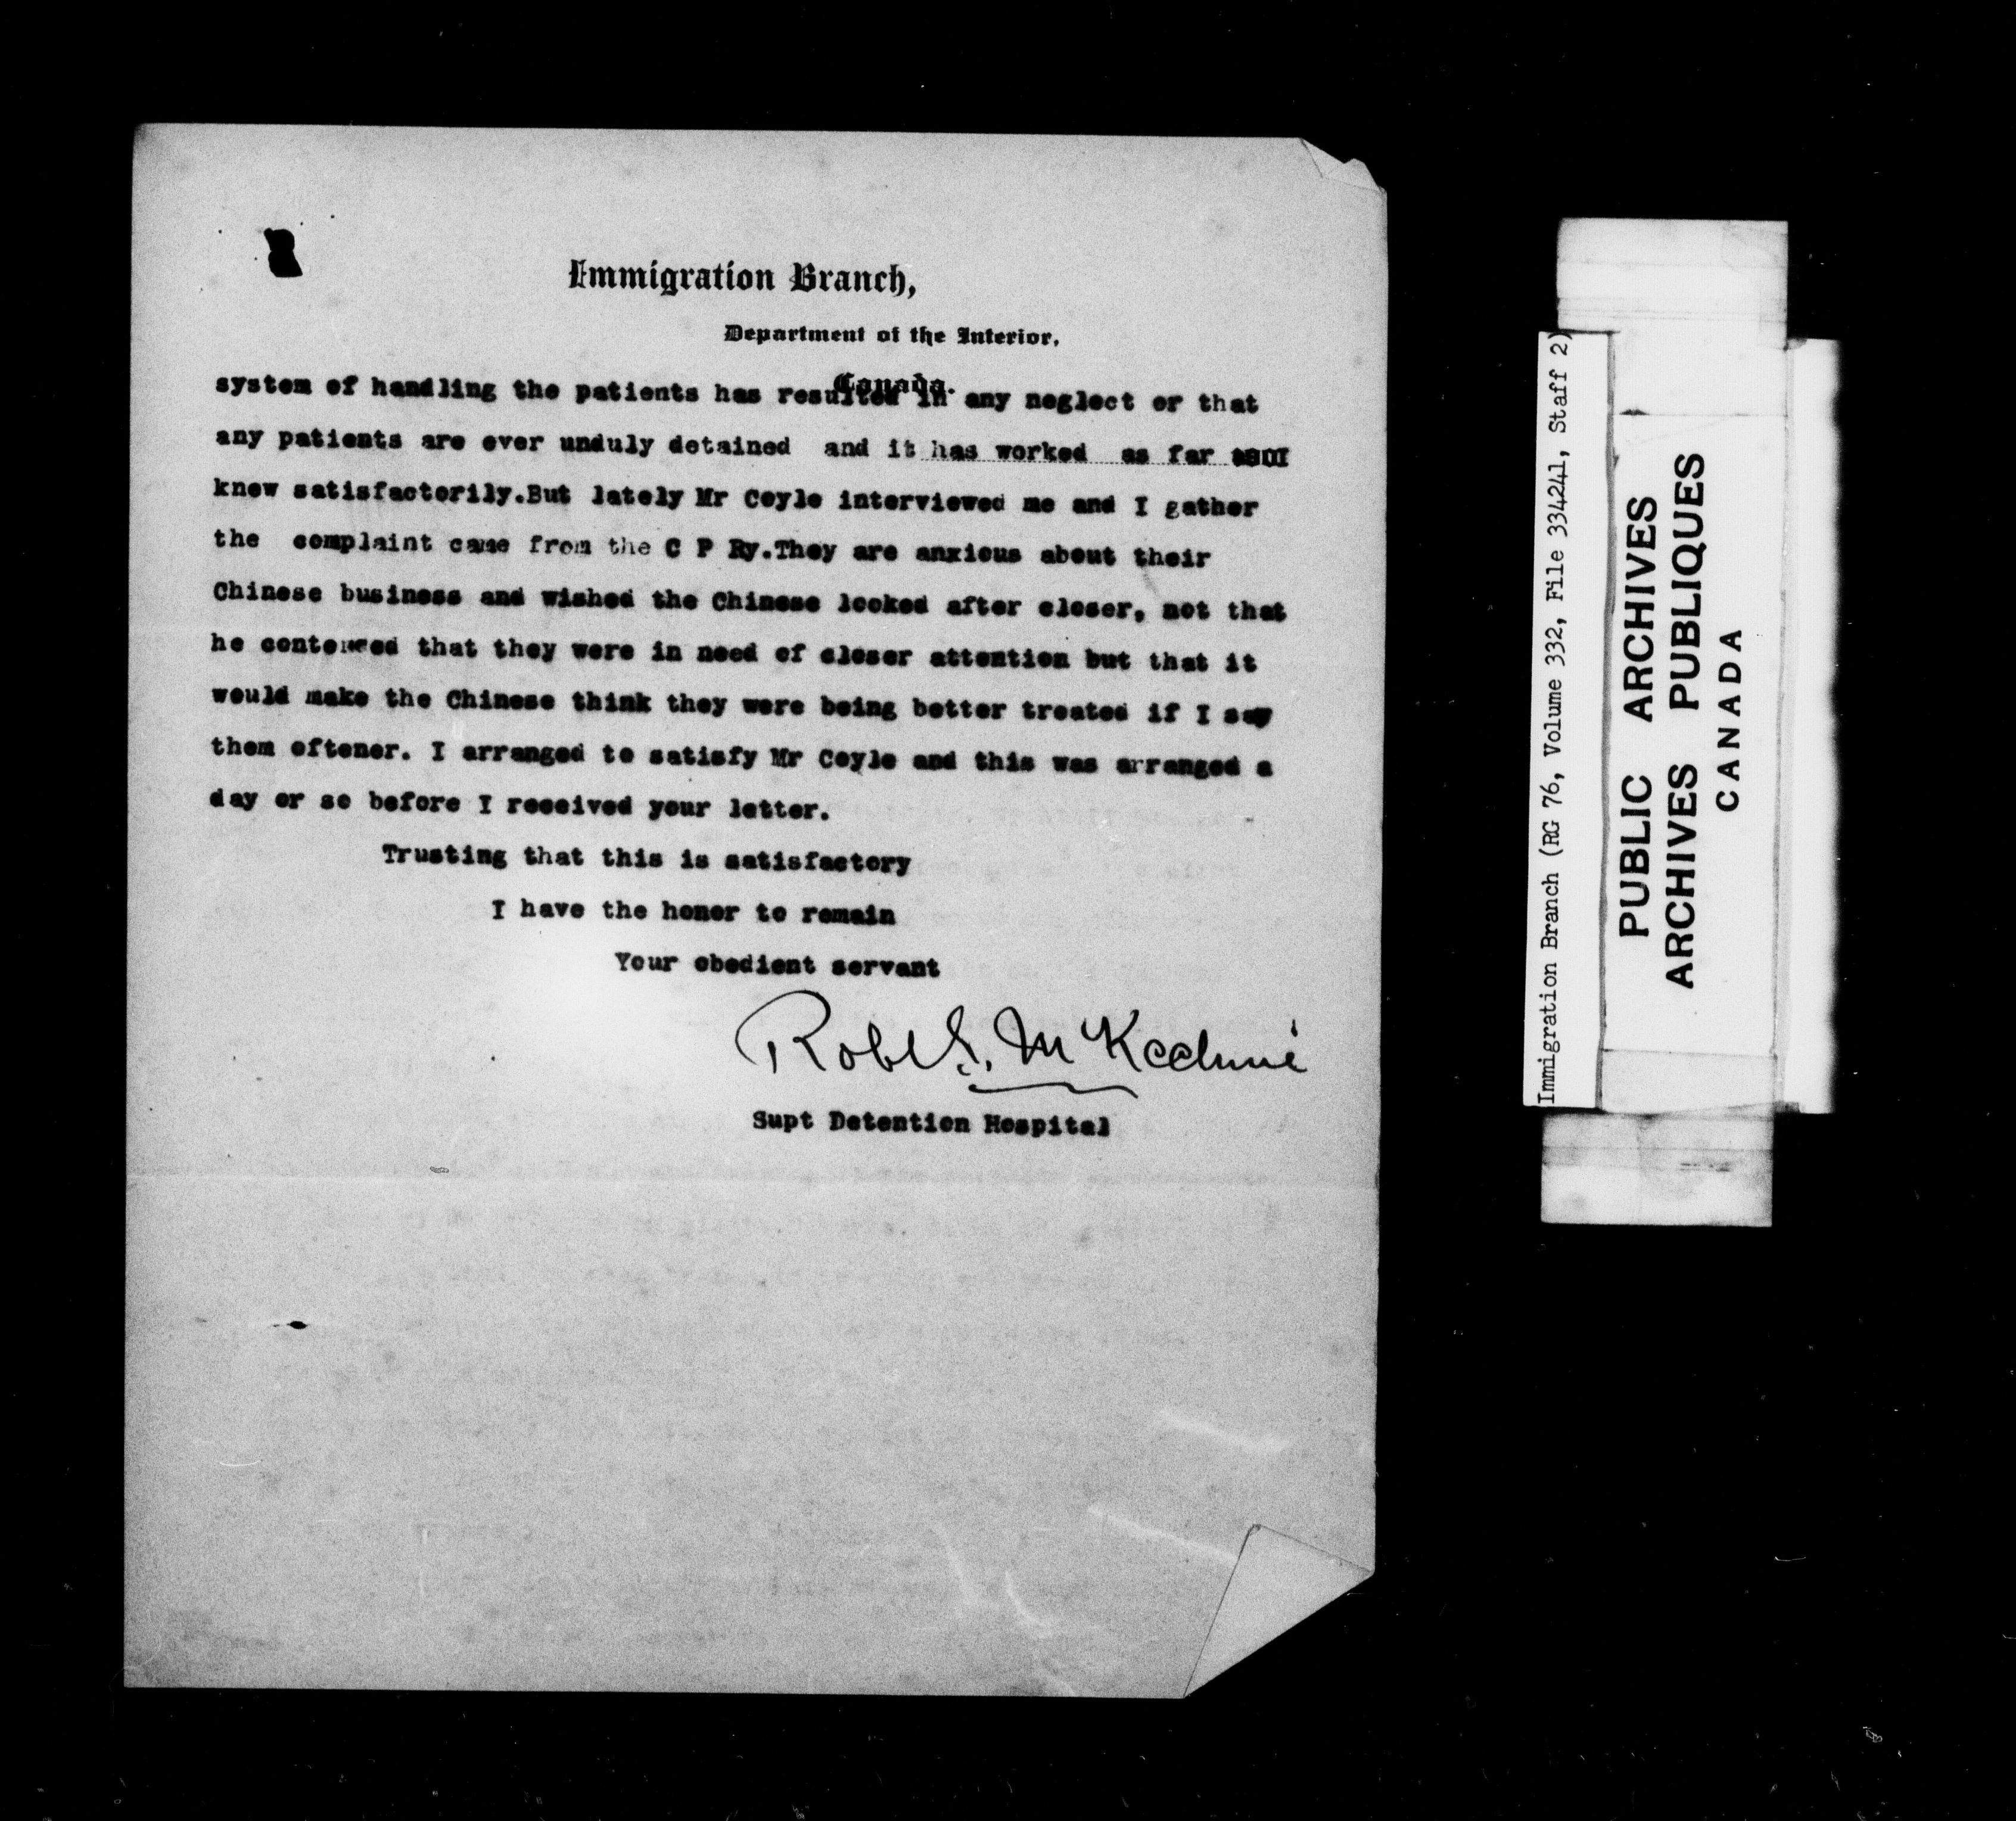 Immigration Branch,
Department of the Interior,
Canada.
system of handling the patients has resulted in any neglect or that
any patients are ever unduly detained and it has worked as far as I
know satisfactorily.But lately Mr Coyle interviewed me and I gather
the complaint came from the C P Ry.They are anxious about their
Chinese business and wished the Chinese looked after closer, not that
he contended that they were in need of closer attention but that it
would make the Chinese think they were being better treated if I say
them oftener. I arranged to satisfy Mr Coyle and this was arranged a
day or so before I received your letter.
Trusting that this is satisfactory
I have the honor to remain
Your obedient servant
Robt S. McKechnie
Supt Detention Hospital
Immigration Branch (RG 76, Volume 332, File 334241, Staff 2)
PUBLIC ARCHIVES
ARCHIVES PUBLIQUES
CANADA